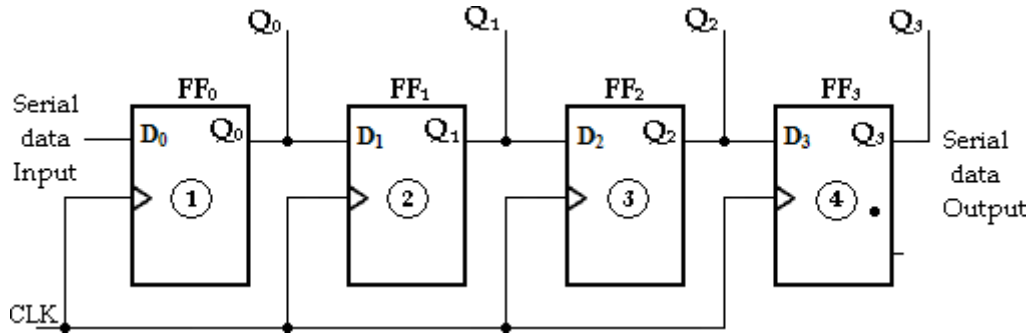 Q₀ Q₁ Q₂ Q₃
FF₀ FF₁ FF₂ FF₃
Serial
data
Input
D₀ Q₀ D₁ Q₁ D₂ Q₂ D₃ Q₃
Serial
data
Output
1 2 3 4
CLK